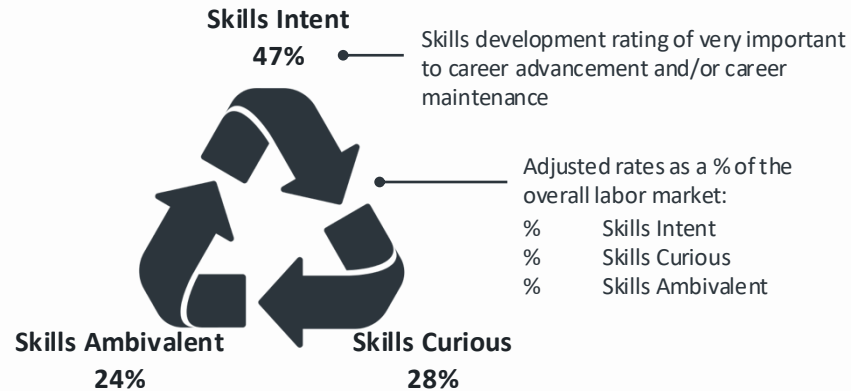 Skills Intent
47%
Skills development rating of very important
to career advancement and/or career
maintenance
Adjusted rates as a % of the
overall labor market:
% Skills Intent
% Skills Curious
% Skills Ambivalent
Skills Ambivalent
24%
Skills Curious
28%